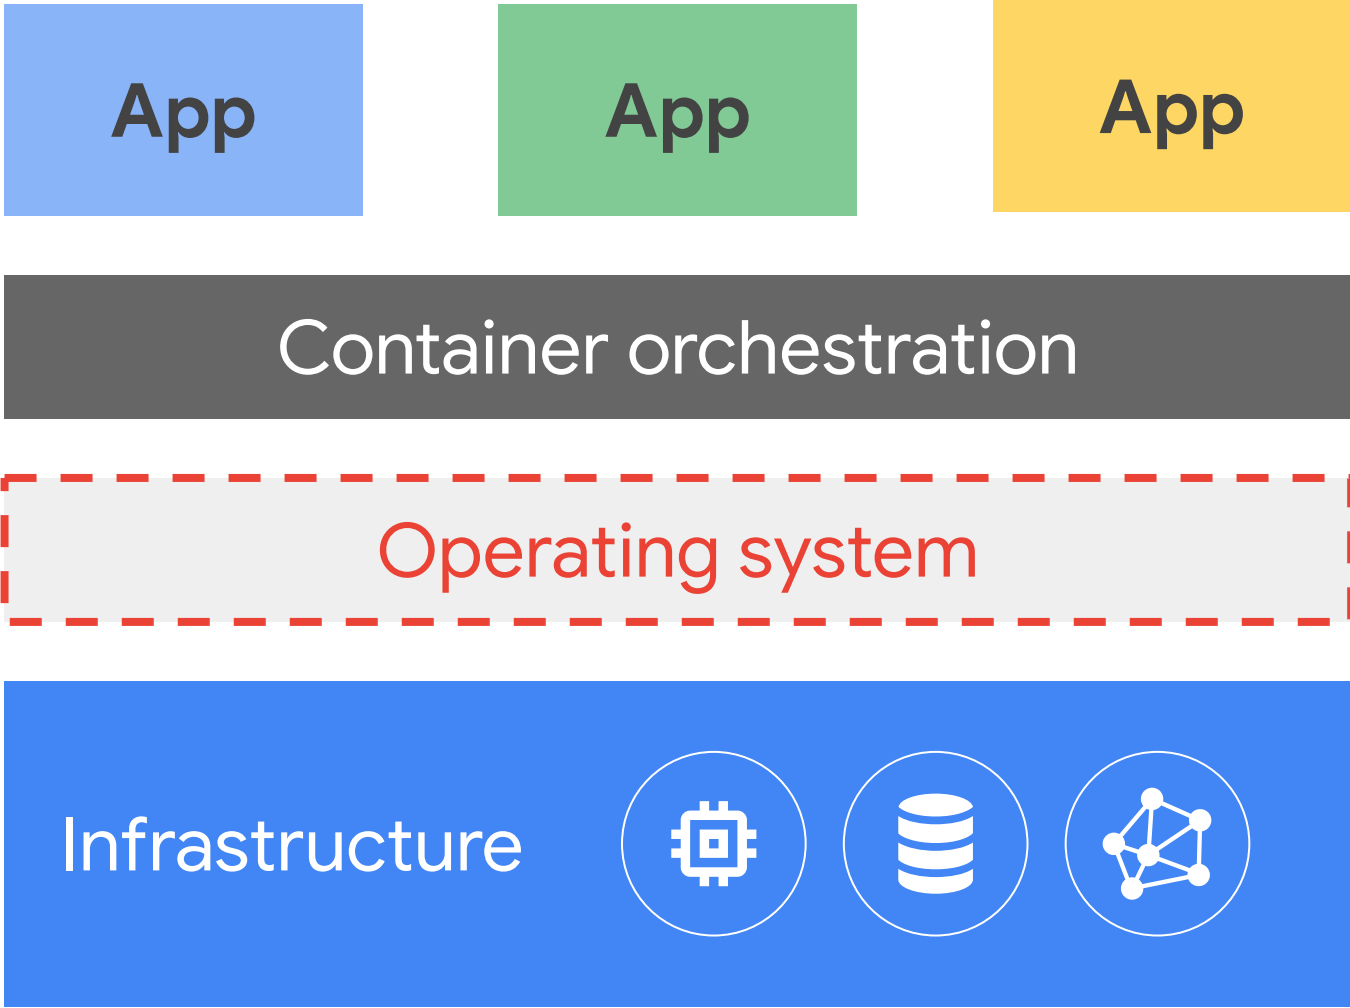 App
App
App
Container orchestration
Operating system
Infrastructure